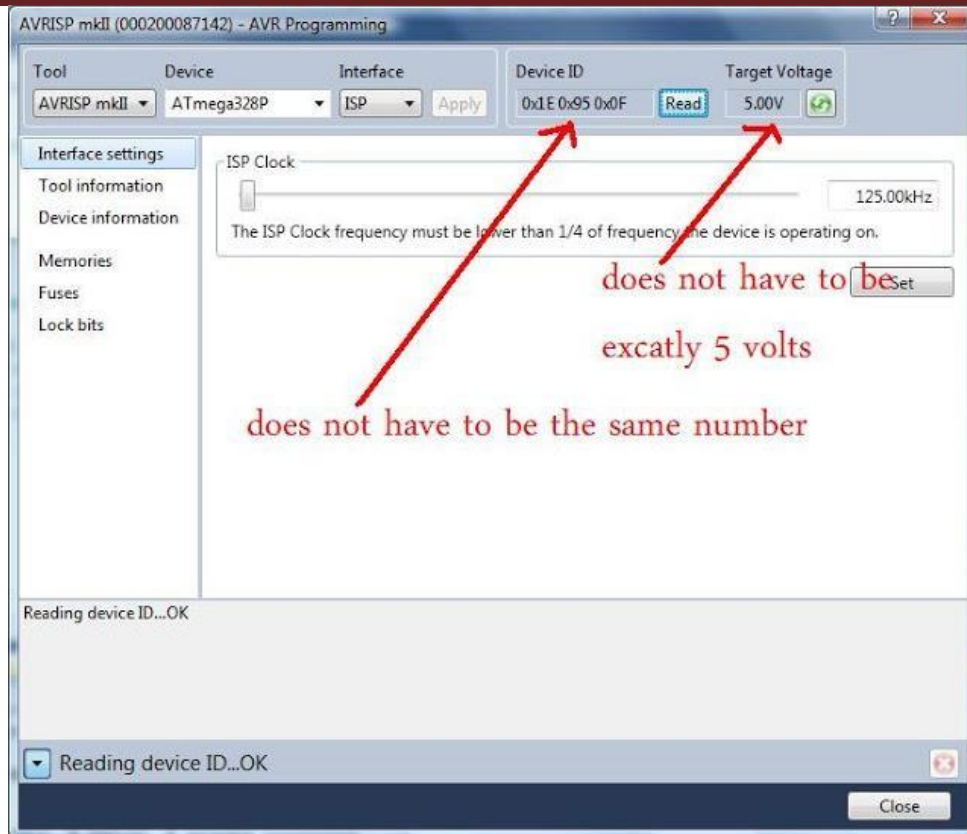 AVRISP mkII (000200087142) - AVR Programming
Tool Device Interface Device ID Target Voltage
AVRISP mkII ATmega328P ISP Apply 0x1E 0x95 0x0F Read 5.00V
Interface settings
Tool information
Device information
Memories
Fuses
Lock bits
ISP Clock
125.00kHz
The ISP Clock frequency must be lower than 1/4 of frequency the device is operating on.
Set
does not have to be
excatly 5 volts
does not have to be the same number
Reading device ID...OK
Reading device ID...OK
Close